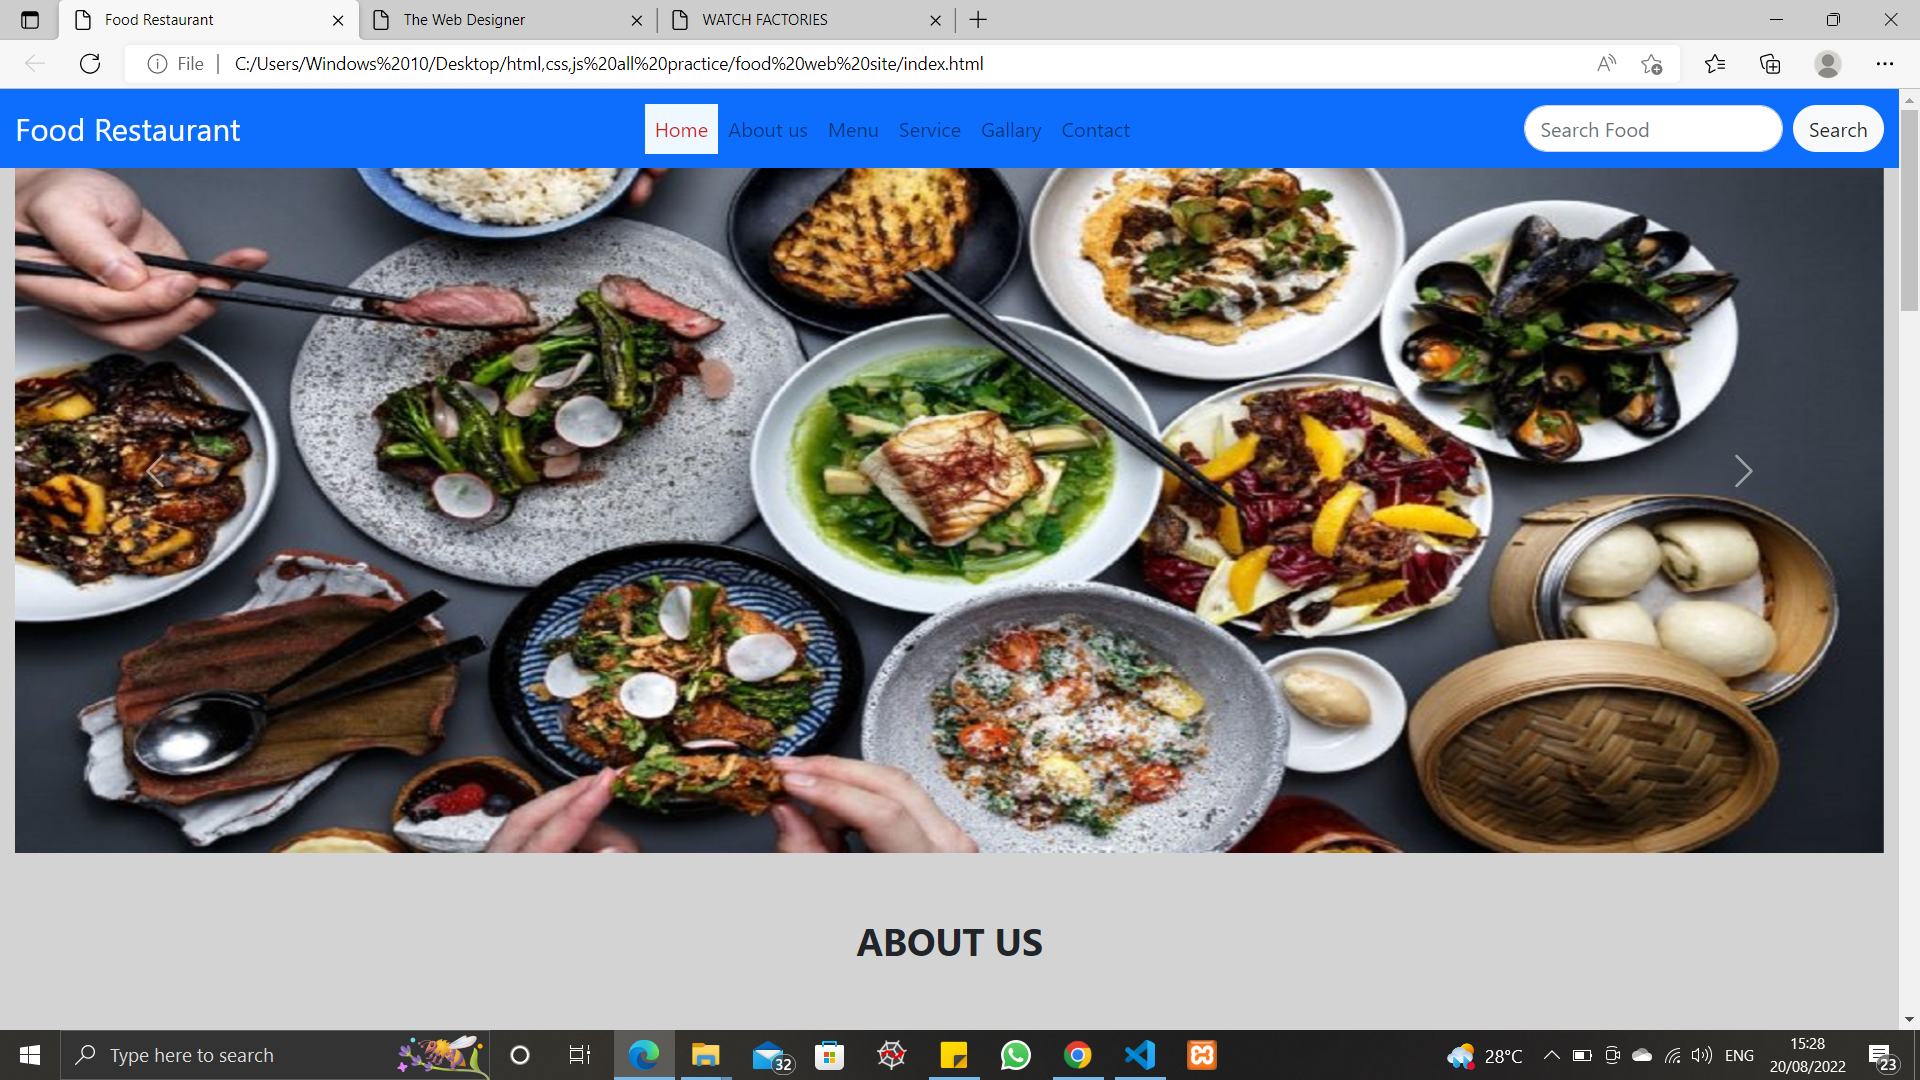 Food Restaurant
The Web Designer
WATCH FACTORIES
File
C:/Users/Windows%2010/Desktop/html,css,js%20all%20practice/food%20web%20site/index.html
Food Restaurant
Home About us Menu Service Gallary Contact
Search Food
Search
ABOUT US
Type here to search
32
28°C
ENG
15:28
20/08/2022
23